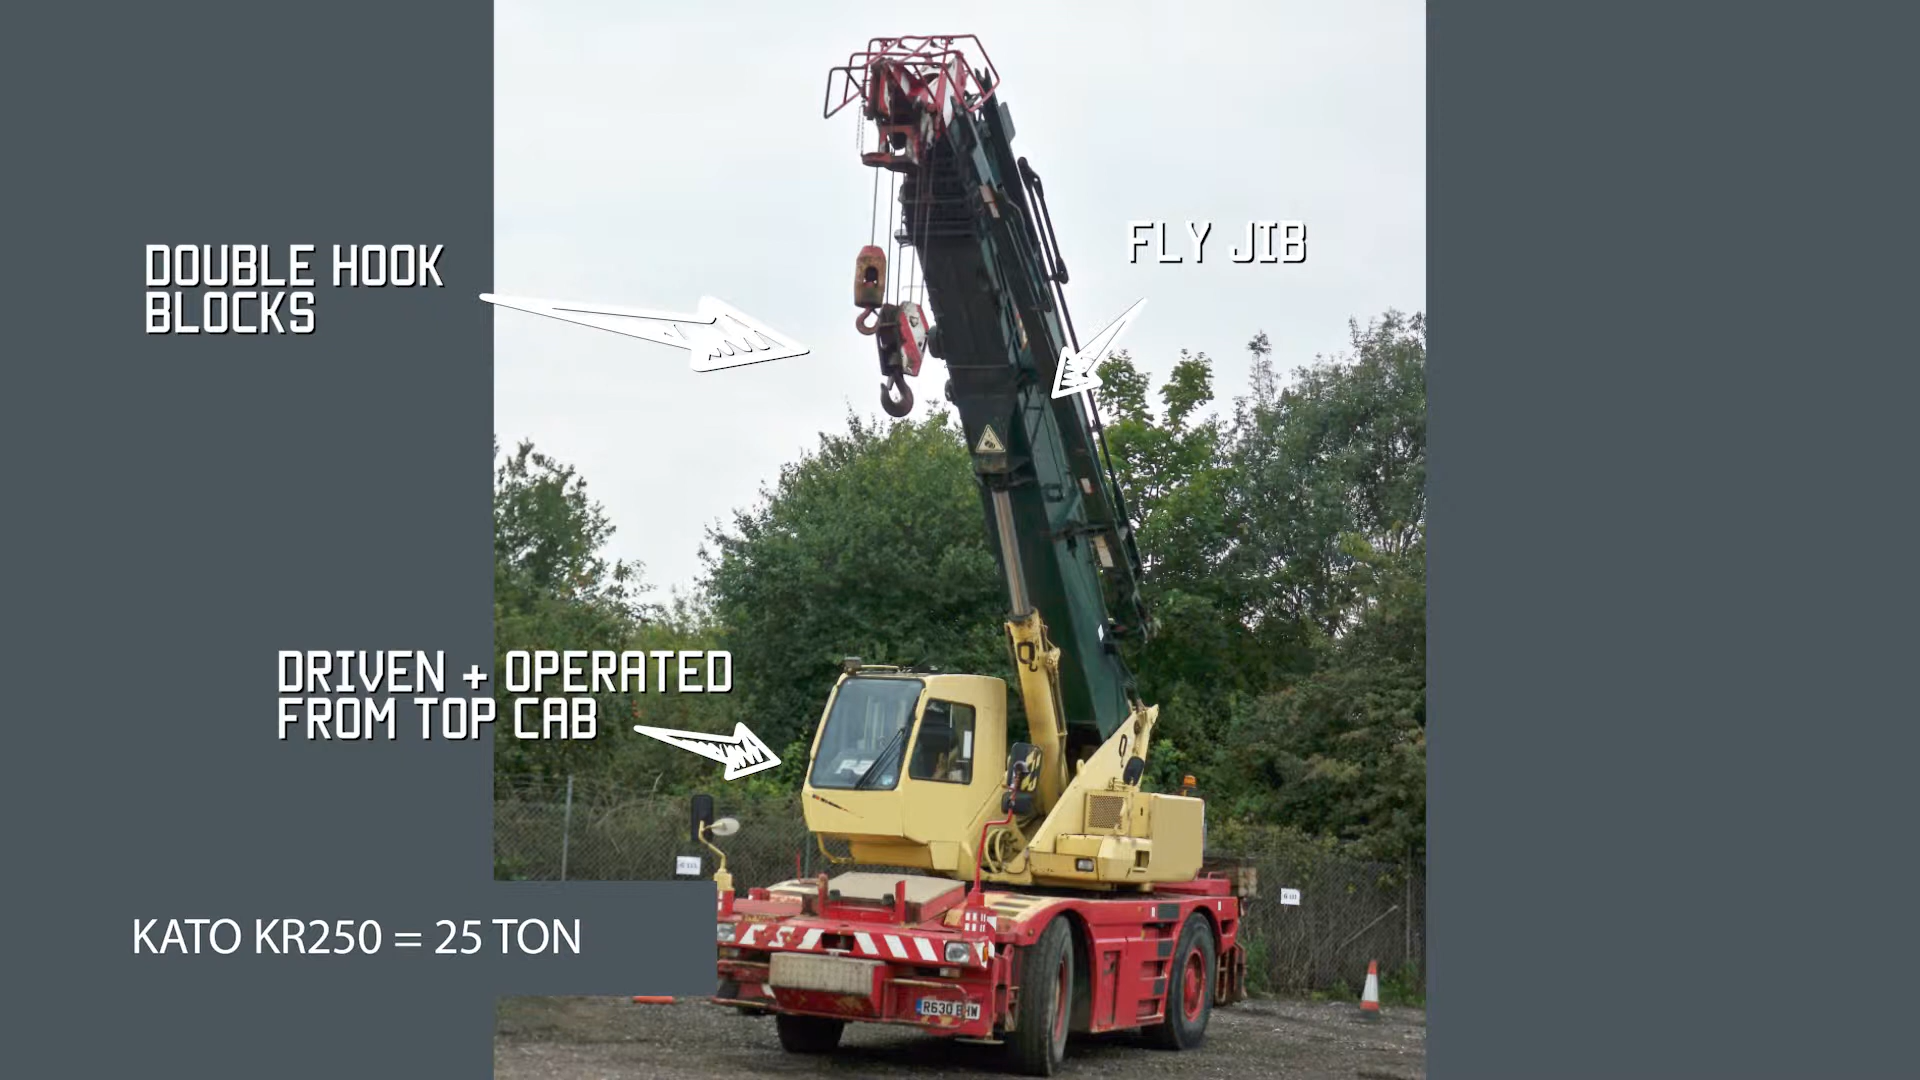 FLY JIB
DOUBLE HOOK
BLOCKS
DRIVEN + OPERATED
FROM TOP CAB
KATO KR250 = 25 TON